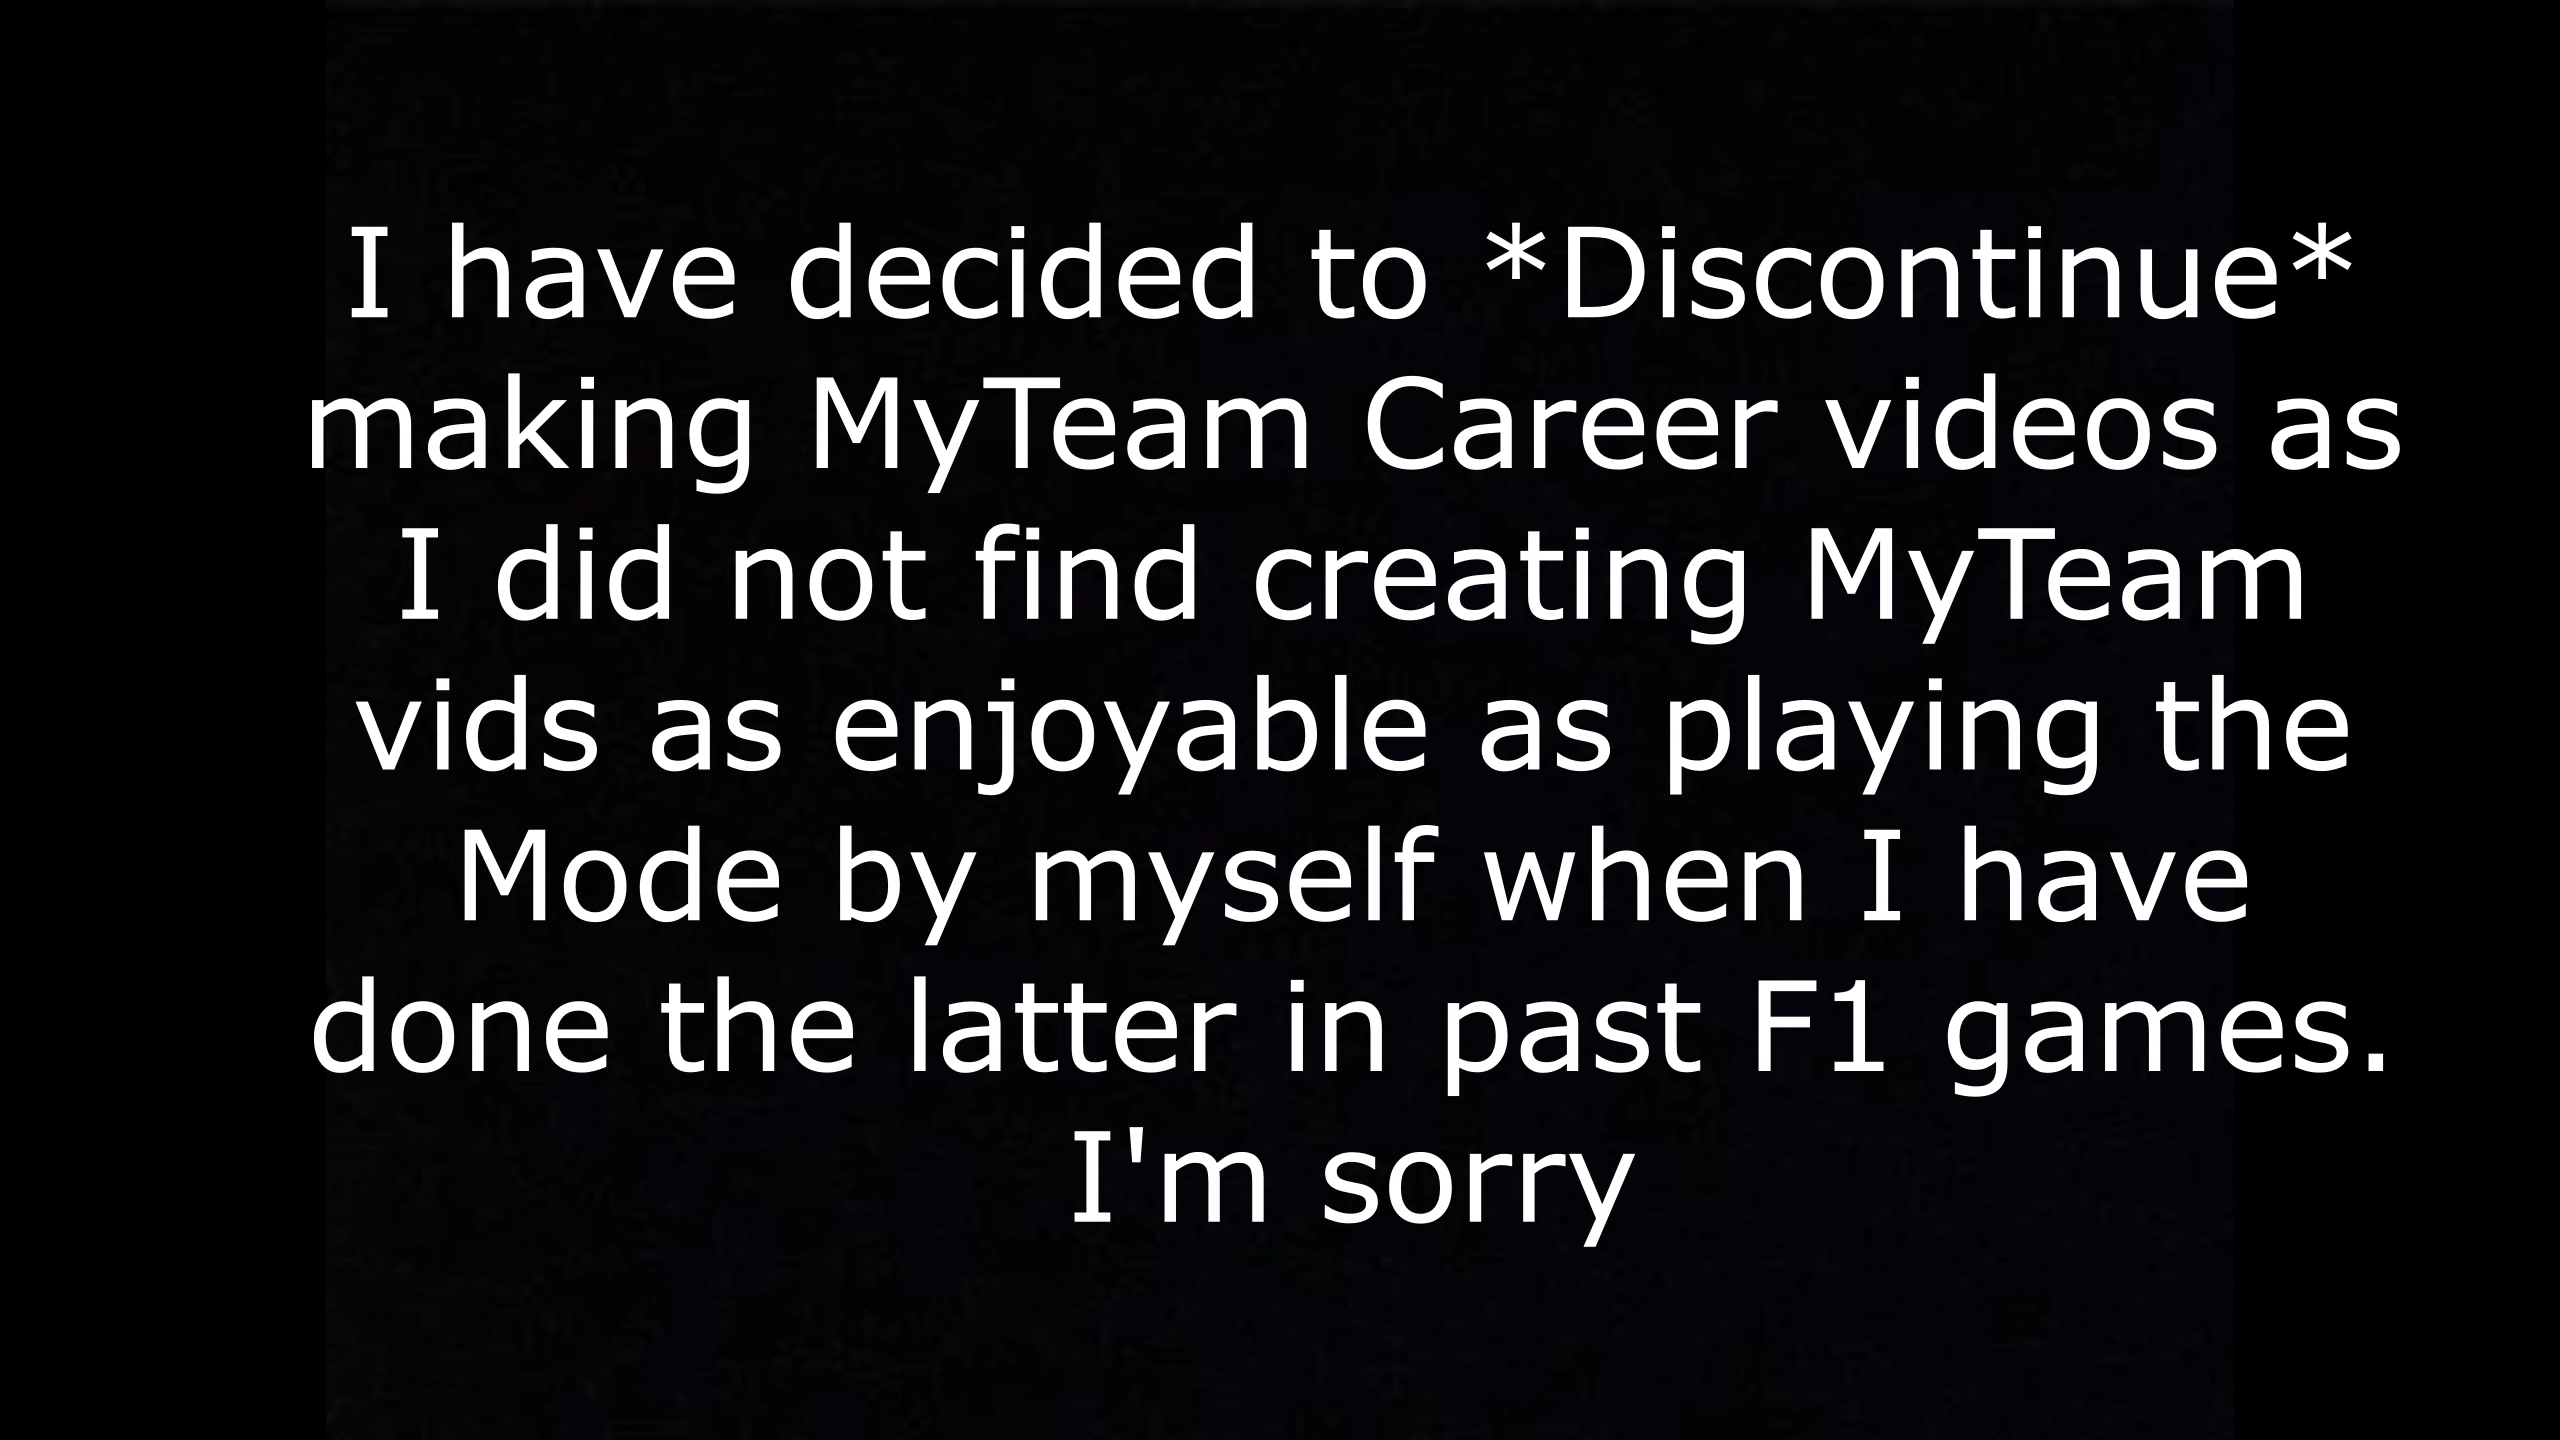 I have decided to *Discontinue*
making MyTeam Career videos as
I did not find creating MyTeam
vids as enjoyable as playing the
Mode by myself when I have
done the latter in past F1 games.
I'm sorry